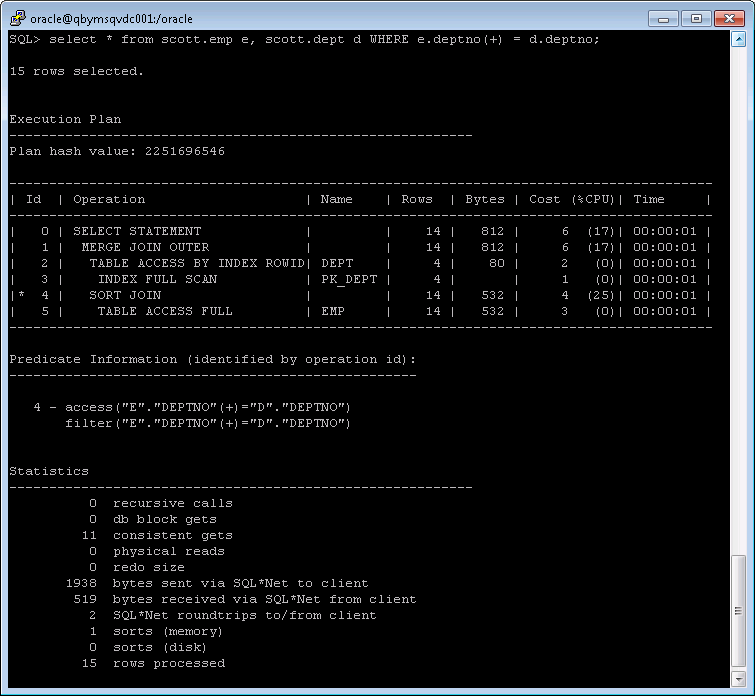 oracle@qbymsqvdc001:/oracle
SQL> select * from scott.emp e, scott.dept d WHERE e.deptno(+) = d.deptno;
15 rows selected.
Execution Plan
----------------------------------------------------------
Plan hash value: 2251696546
----------------------------------------------------------------------------------------
| Id  | Operation                    | Name    | Rows  | Bytes | Cost (%CPU)| Time     |
----------------------------------------------------------------------------------------
|   0 | SELECT STATEMENT             |         |    14 |   812 |     6  (17)| 00:00:01 |
|   1 |  MERGE JOIN OUTER            |         |    14 |   812 |     6  (17)| 00:00:01 |
|   2 |   TABLE ACCESS BY INDEX ROWID| DEPT    |     4 |    80 |     2   (0)| 00:00:01 |
|   3 |    INDEX FULL SCAN           | PK_DEPT |     4 |       |     1   (0)| 00:00:01 |
|*  4 |   SORT JOIN                  |         |    14 |   532 |     4  (25)| 00:00:01 |
|   5 |    TABLE ACCESS FULL         | EMP     |    14 |   532 |     3   (0)| 00:00:01 |
----------------------------------------------------------------------------------------
Predicate Information (identified by operation id):
---------------------------------------------------
4 - access("E"."DEPTNO"(+)="D"."DEPTNO")
filter("E"."DEPTNO"(+)="D"."DEPTNO")
Statistics
----------------------------------------------------------
0  recursive calls
0  db block gets
11  consistent gets
0  physical reads
0  redo size
1938  bytes sent via SQL*Net to client
519  bytes received via SQL*Net from client
2  SQL*Net roundtrips to/from client
1  sorts (memory)
0  sorts (disk)
15  rows processed